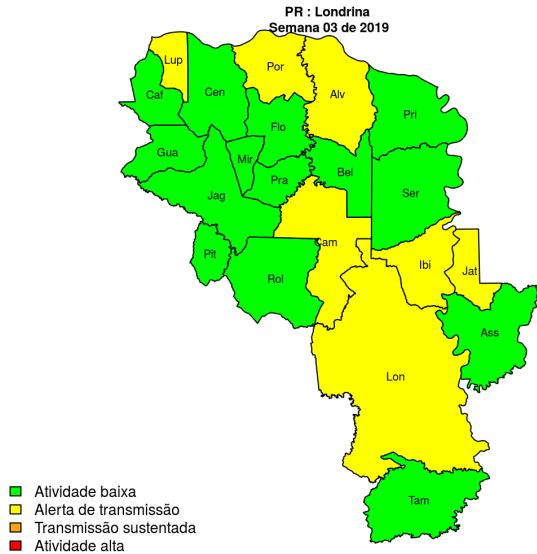 PR : Londrina
Semana 03 de 2019
Lup
Por
Caf
Cen
Alv
Pri
Flo
Gua
Mir
Bel
Pra
Jag
Ser
Cam
Pit
Ibi
Jat
Rol
Ass
Lon
Tam
Atividade baixa
Alerta de transmissão
Transmissão sustentada
Atividade alta